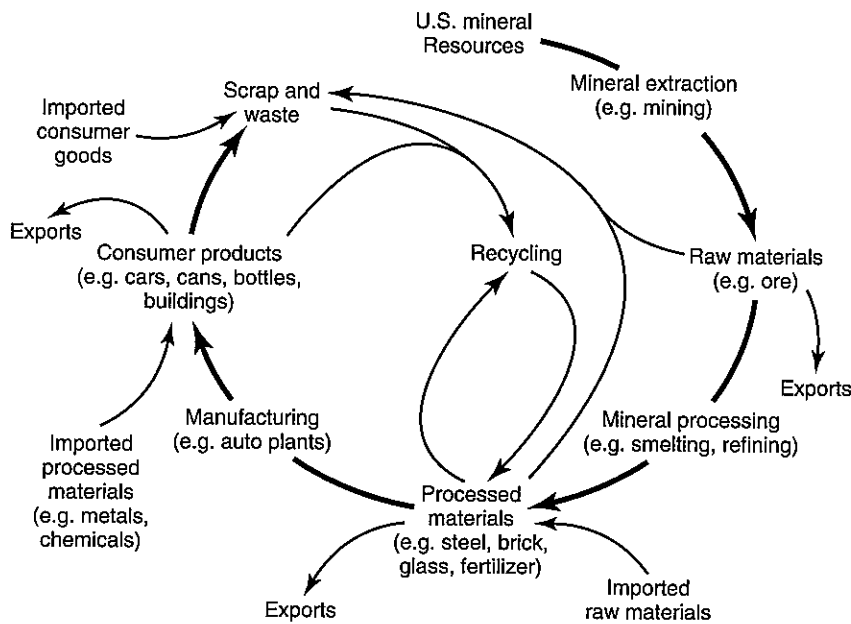 U.S. mineral
Resources
Mineral extraction
(e.g. mining)
Scrap and
waste
Imported
consumer
goods
Exports
Consumer products
(e.g. cars, cans, bottles,
buildings)
Recycling
Raw materials
(e.g. ore)
Exports
Manufacturing
(e.g. auto plants)
Mineral processing
(e.g. smelting, refining)
Imported
processed
materials
(e.g. metals,
chemicals)
Processed
materials
(e.g. steel, brick,
glass, fertilizer)
Exports
Imported
raw materials